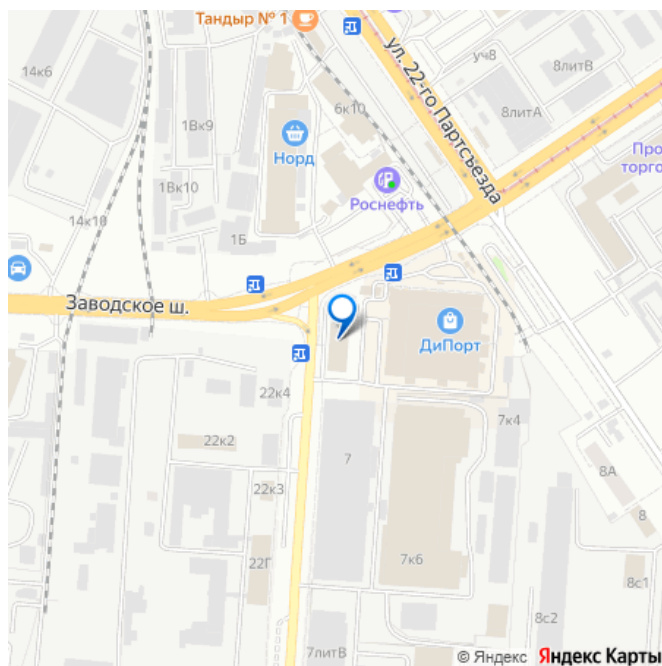 Тандыр № 1
14к6
уч8
8литВ
ул. 22-го Партсъезда
6к10
8литА
1Вк9
Норд
Про
торго
1Вк10
Роснефть
14к10
1Б
Заводское ш.
ДиПорт
22к4
7к4
22к2
7
8А
22к3
8
7к6
22Г
8с1
8с2
7литВ
© Яндекс Яндекс Карты